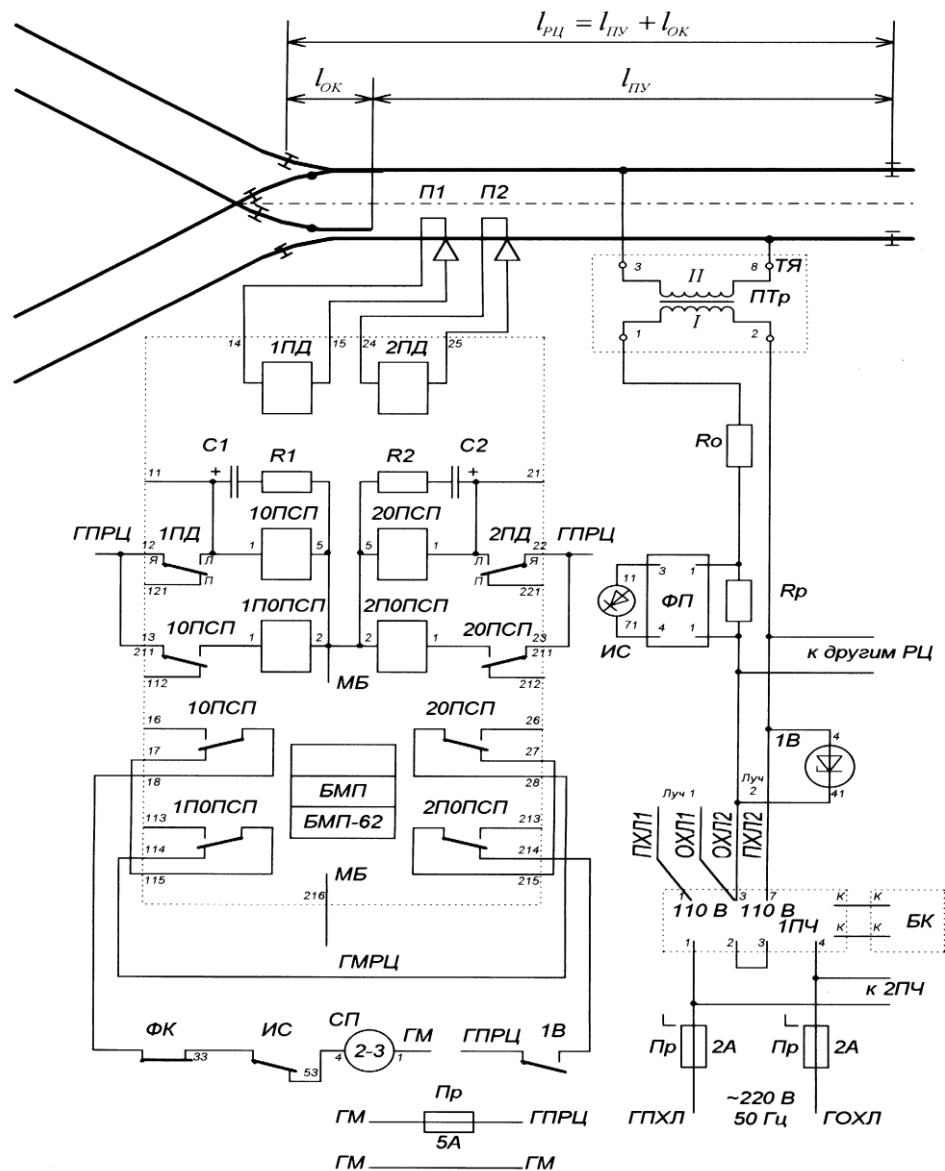 lРЦ = lПУ + lОК
lОК
lПУ
П1 П2
3 II 8 ТЯ
ПТр
1 I 2
14 1ПД 15 24 2ПД 25
C1 R1 R2 C2
+ +
11 21
Ro
ГПРЦ 1ПД 10ПСП 20ПСП 2ПД ГПРЦ
12 Я Л 1 5 5 1 Л Я 22
121 П П 221
10ПСП 1П0ПСП 2П0ПСП 20ПСП
13 1 2 2 1 23
211 211
112 212
МБ
11 3 1
ФП Rp
71 4 1
ИС
к другим РЦ
10ПСП 20ПСП
16 26
17 27
18 28
БМП
БМП-62
1П0ПСП 2П0ПСП
113 213
114 214
115 215
МБ
216
1В 4
41
Луч 1 Луч 2
ПХЛ1 ОХЛ1 ОХЛ2 ПХЛ2
1 3 7
110 В 110 В
1ПЧ
К К
К К
БК
1 2 3 4
ГМРЦ
к 2ПЧ
ФК ИС СП ГМ ГПРЦ 1В
33 53 4 2-3 1
Пр 2А Пр 2А
Пр
ГМ ГПРЦ
5А
ГМ ГМ
~220 В
50 Гц
ГПХЛ ГОХЛ